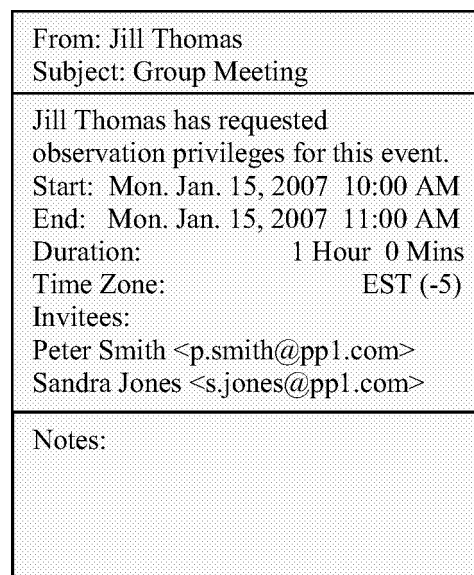 From: Jill Thomas
Subject: Group Meeting
Jill Thomas has requested
observation privileges for this event.
Start: Mon. Jan. 15, 2007 10:00 AM
End: Mon. Jan. 15, 2007 11:00 AM
Duration: 1 Hour 0 Mins
Time Zone: EST (-5)
Invitees:
Peter Smith <p.smith@pp1.com>
Sandra Jones <s.jones@pp1.com>
Notes: